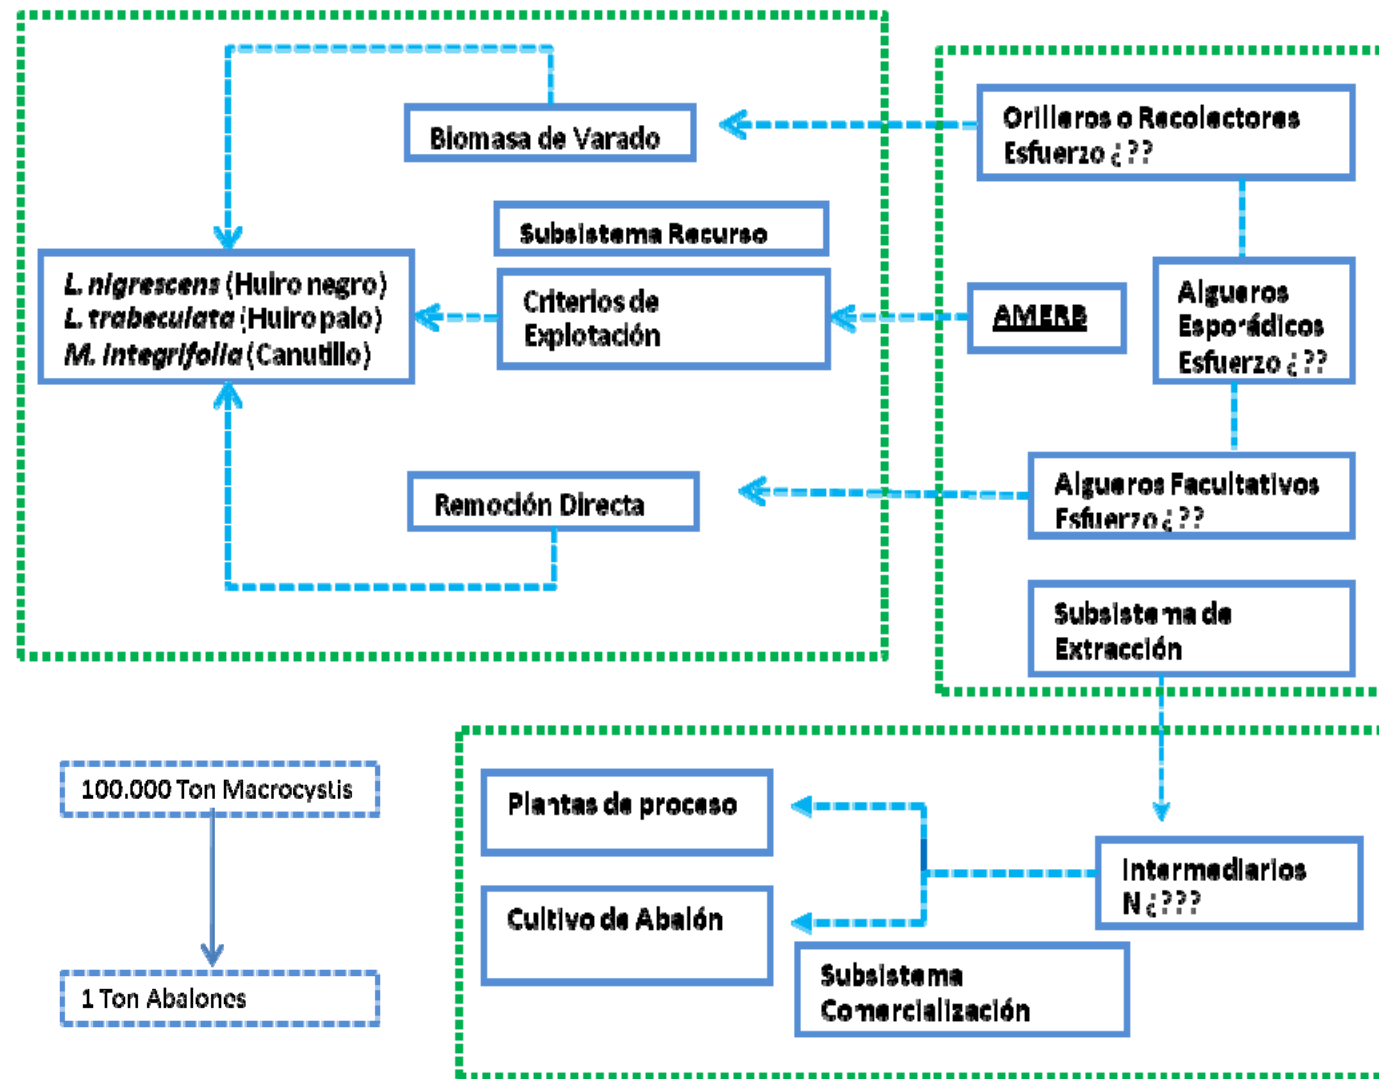 Biomasa de Varado
Subsistema Recurso
L. nigrescens (Huiro negro)
L. trabeculata (Huiro palo)
M. integrifolia (Canutillo)
Criterios de
Explotación
Remoción Directa
Orilleros o Recolectores
Esfuerzo ¿??
AMERB
Algueros
Esporádicos
Esfuerzo ¿??
Algueros Facultativos
Esfuerzo ¿??
Subsistema de
Extracción
100.000 Ton Macrocystis
1 Ton Abalones
Plantas de proceso
Cultivo de Abalón
Intermediarios
N ¿???
Subsistema
Comercialización